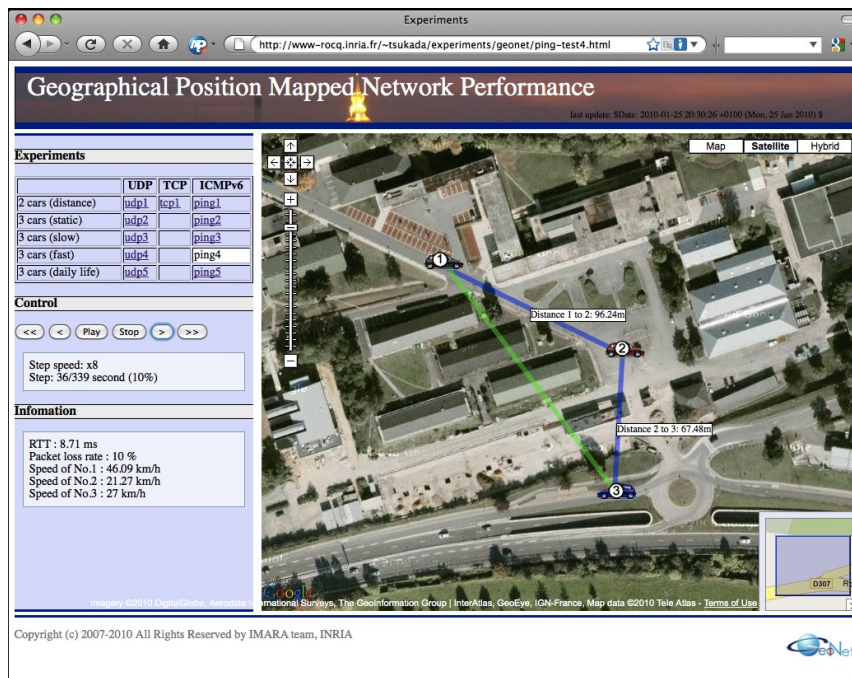 Experiments
http://www-rocq.inria.fr/~tsukada/experiments/geonet/ping-test4.html
Geographical Position Mapped Network Performance
last update: $Date: 2010-01-25 20:30:26 +0100 (Mon, 25 Jan 2010) $
Experiments
UDP TCP ICMPv6
2 cars (distance) udp1 tcp1 ping1
3 cars (static) udp2 ping2
3 cars (slow) udp3 ping3
3 cars (fast) udp4 ping4
3 cars (daily life) udp5 ping5
Control
<< < Play Stop > >>
Step speed: x8
Step: 36/339 second (10%)
Infomation
RTT : 8.71 ms
Packet loss rate : 10 %
Speed of No.1 : 46.09 km/h
Speed of No.2 : 21.27 km/h
Speed of No.3 : 27 km/h
Map Satellite Hybrid
1
Distance 1 to 2: 96.24m
2
Distance 2 to 3: 67.48m
3
D307
Google
Imagery ©2010 DigitalGlobe, Aerodata International Surveys, The GeoInformation Group | InterAtlas, GeoEye, IGN-France, Map data ©2010 Tele Atlas - Terms of Use
Copyright (c) 2007-2010 All Rights Reserved by IMARA team, INRIA
GeoNet